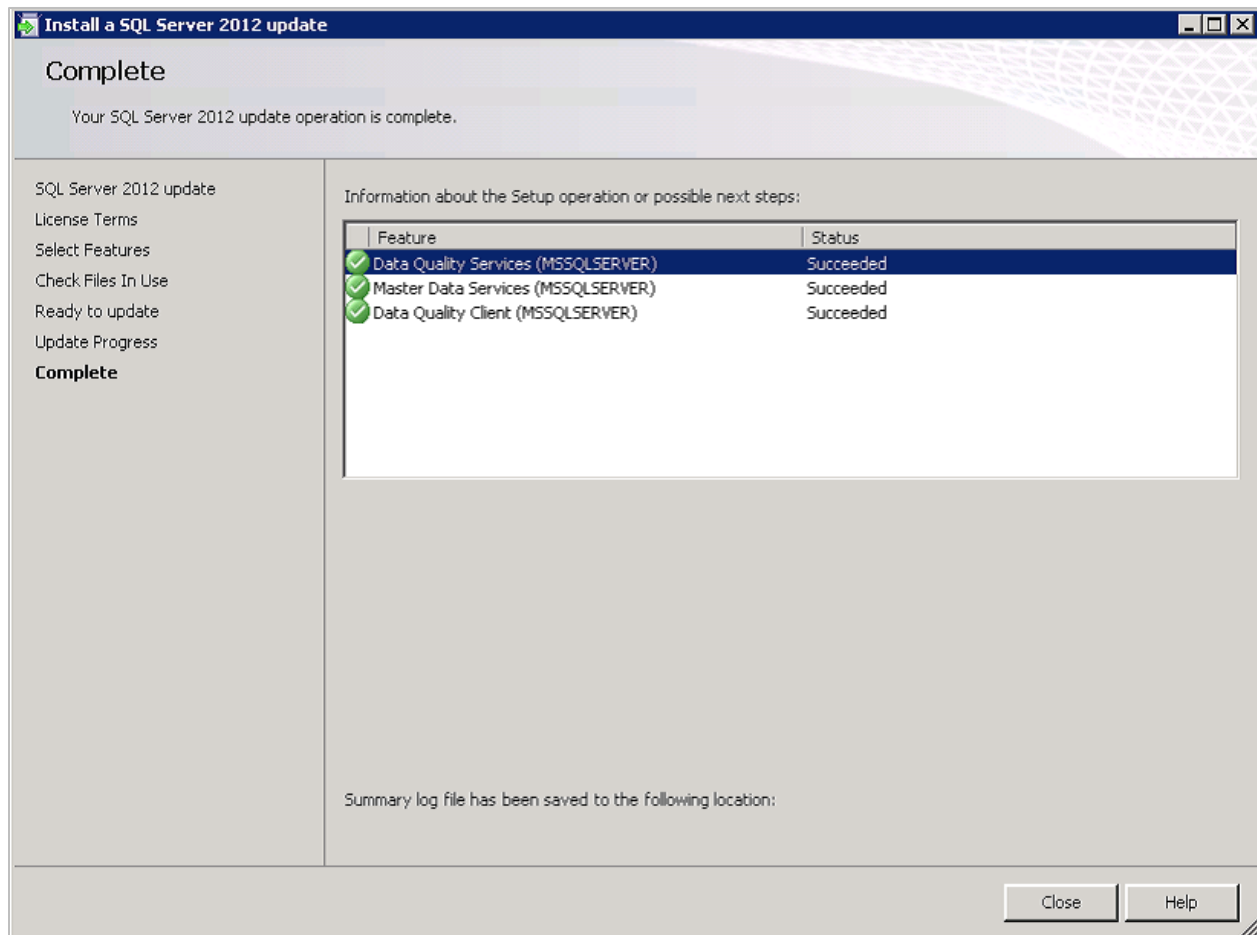 Install a SQL Server 2012 update
Complete
Your SQL Server 2012 update operation is complete.
SQL Server 2012 update
License Terms
Select Features
Check Files In Use
Ready to update
Update Progress
Complete
Information about the Setup operation or possible next steps:
Feature Status
Data Quality Services (MSSQLSERVER) Succeeded
Master Data Services (MSSQLSERVER) Succeeded
Data Quality Client (MSSQLSERVER) Succeeded
Summary log file has been saved to the following location:
Close Help